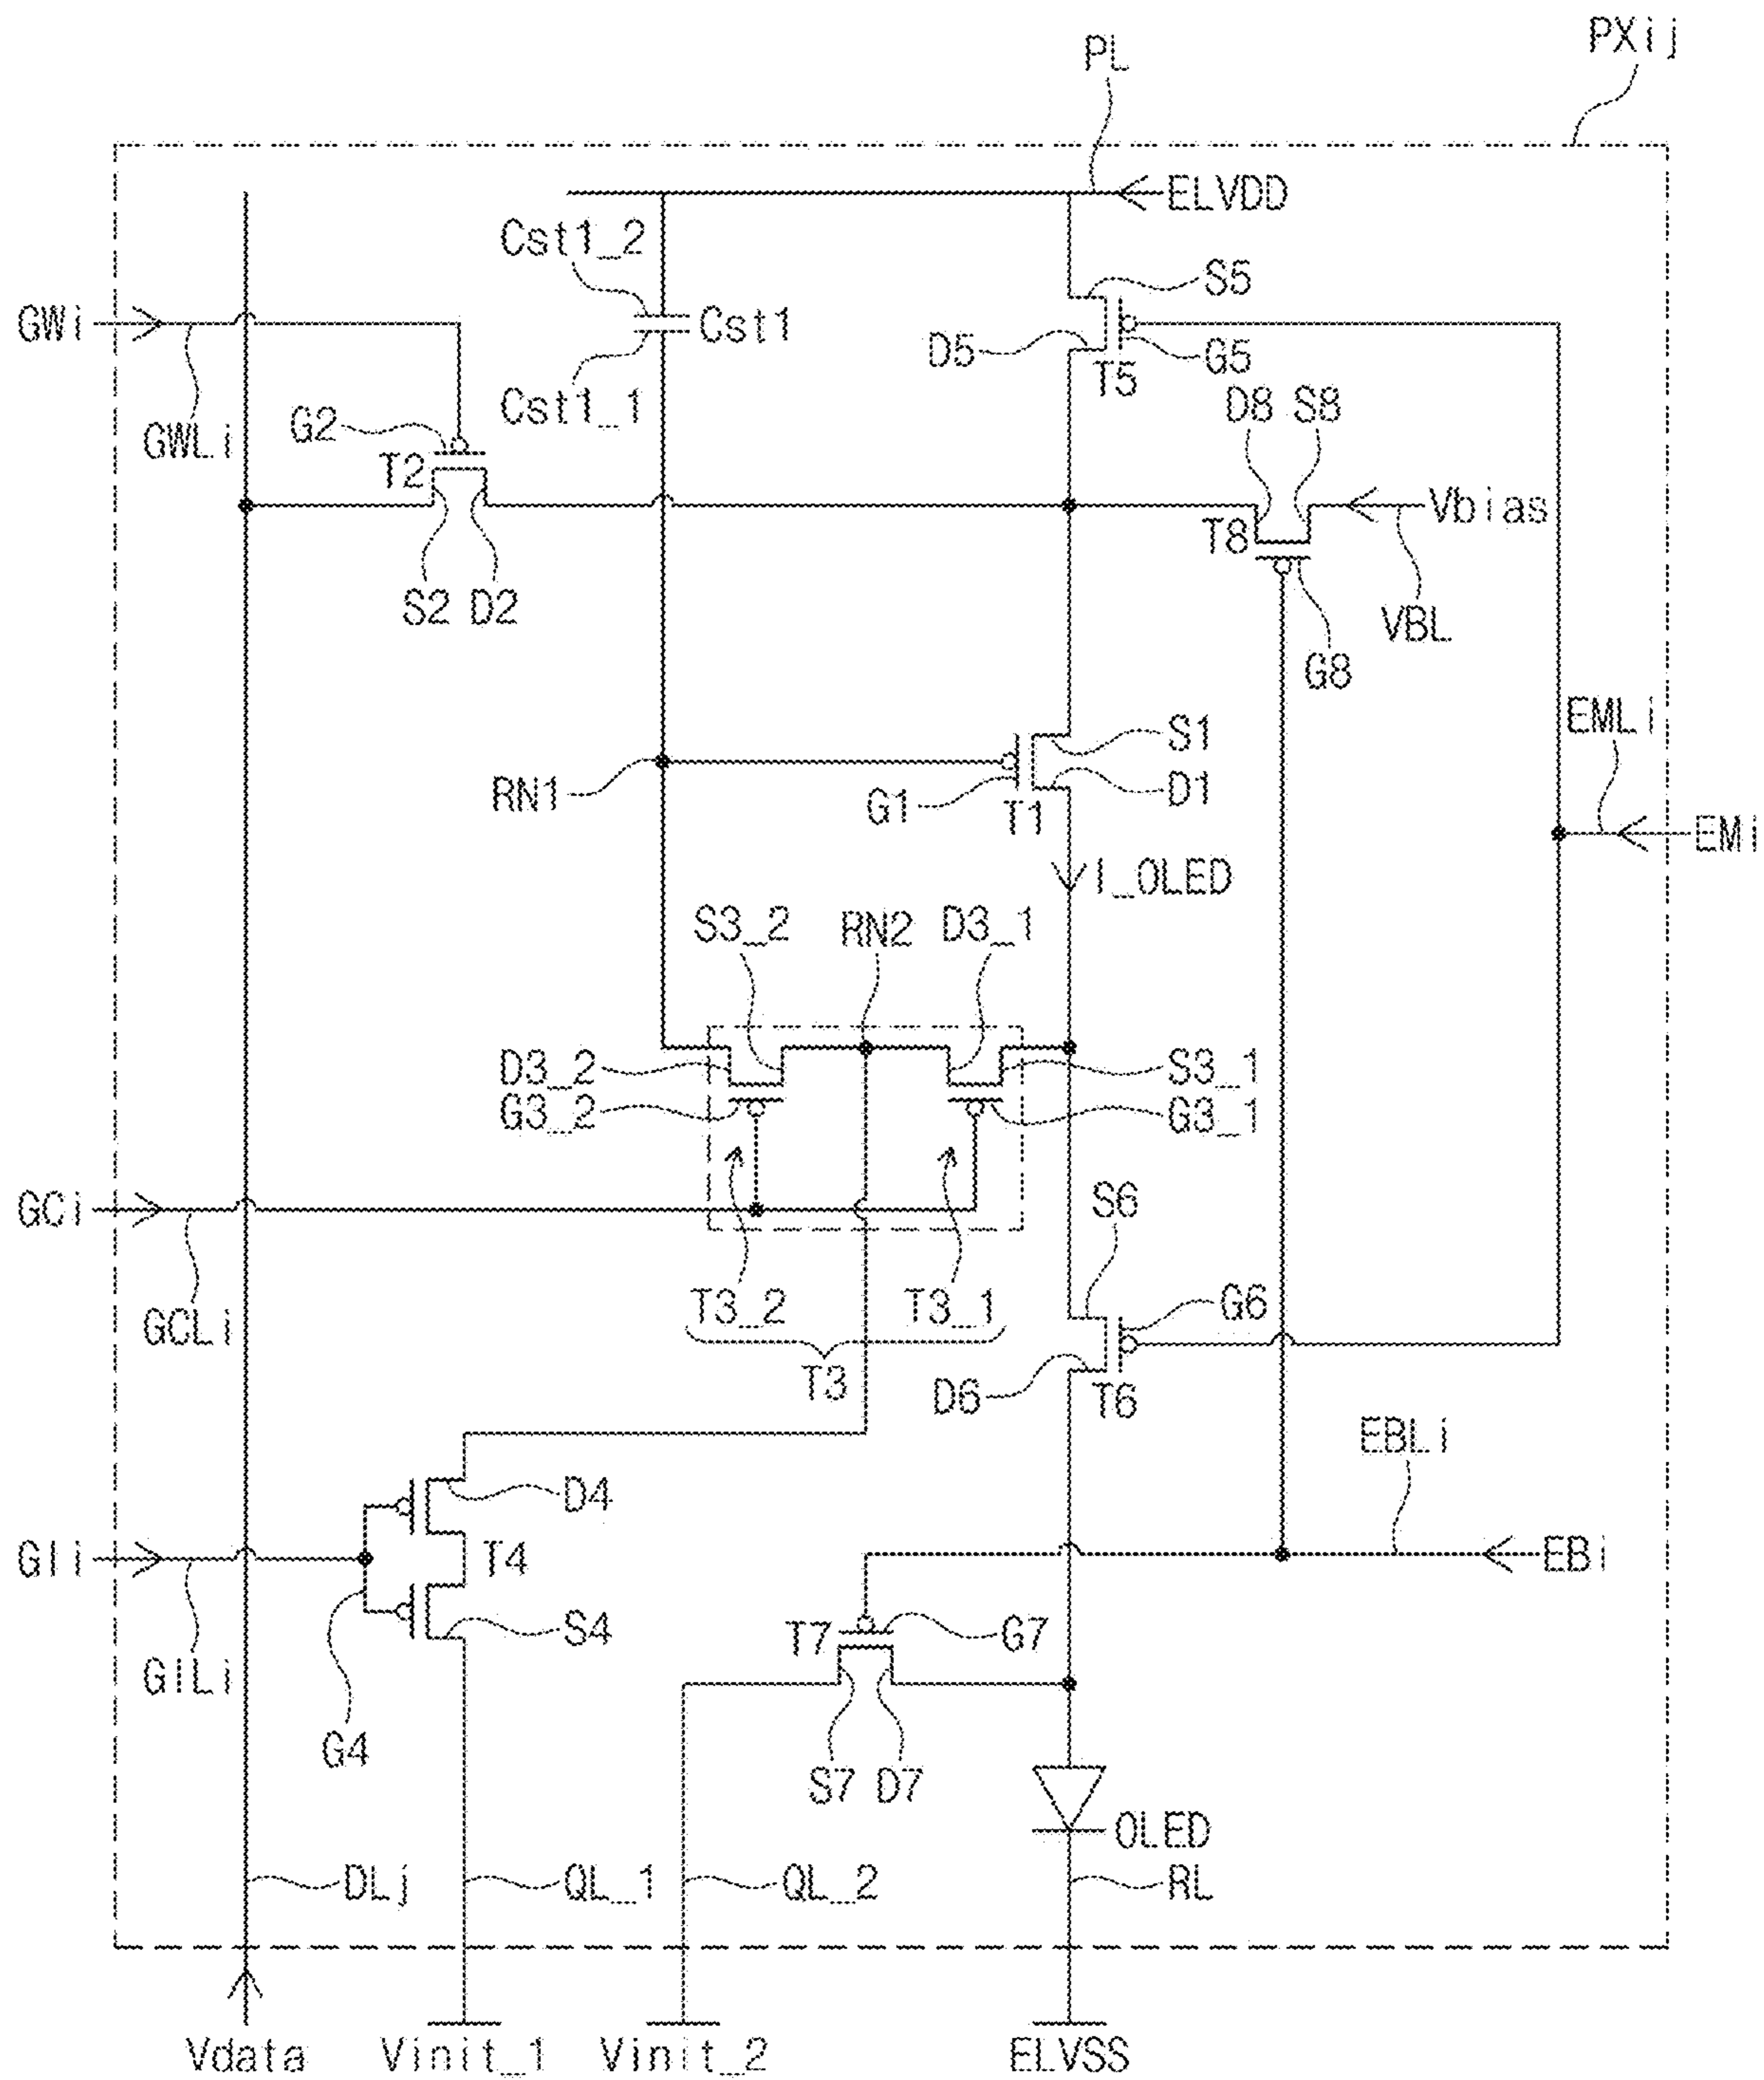 PXij
PL
ELVDD
Cst1_2
S5
GWi
Cst1
D5
G5
T5
Cst1_1
D8 S8
G2
GWLi
T2
Vbias
T8
S2 D2
VBL
G8
EMLi
S1
RN1
D1
G1
T1
EMi
I_OLED
S3_2
RN2
D3_1
D3_2
S3_1
G3_2
G3_1
GCi
S6
T3_2
T3_1
G6
GCLi
T3
D6
T6
EBLi
D4
GIi
T4
EBi
S4
T7
G7
GILi
G4
S7 D7
OLED
DLj
QL_1
QL_2
RL
Vdata
Vinit_1
Vinit_2
ELVSS